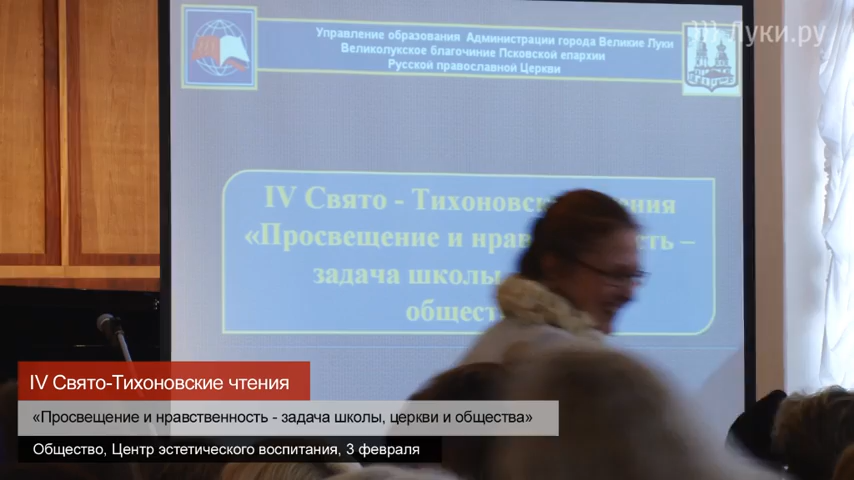 Луки.ру
Управление образования Администрации города Великие Луки
Великолукское благочиние Псковской епархии
Русской православной Церкви
IV Свято - Тихоновск ния
«Просвещение и нрав сть –
задача школы
общест
IV Свято-Тихоновские чтения
«Просвещение и нравственность - задача школы, церкви и общества»
Общество, Центр эстетического воспитания, 3 февраля